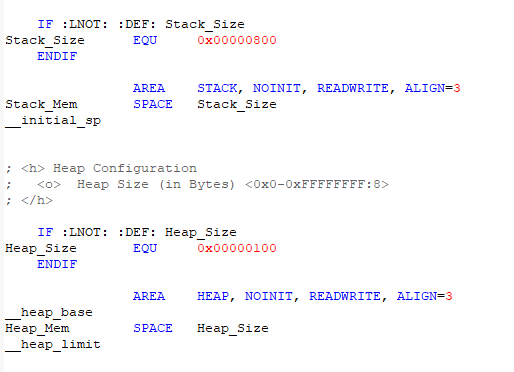 IF :LNOT: :DEF: Stack_Size
Stack_Size EQU 0x00000800
ENDIF
AREA STACK, NOINIT, READWRITE, ALIGN=3
Stack_Mem SPACE Stack_Size
__initial_sp
; <h> Heap Configuration
; <o> Heap Size (in Bytes) <0x0-0xFFFFFFFF:8>
; </h>
IF :LNOT: :DEF: Heap_Size
Heap_Size EQU 0x00000100
ENDIF
AREA HEAP, NOINIT, READWRITE, ALIGN=3
__heap_base
Heap_Mem SPACE Heap_Size
__heap_limit